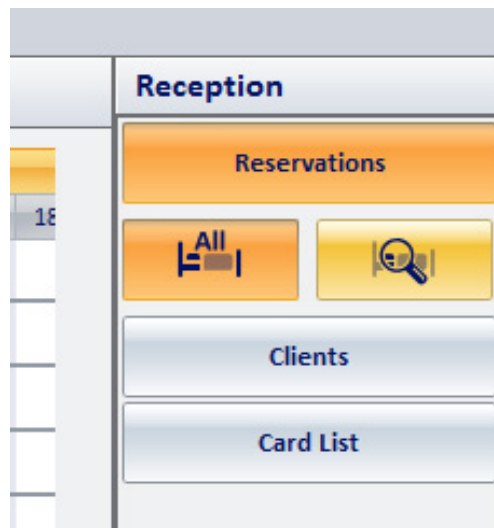 Reception
Reservations
18
All
Clients
Card List